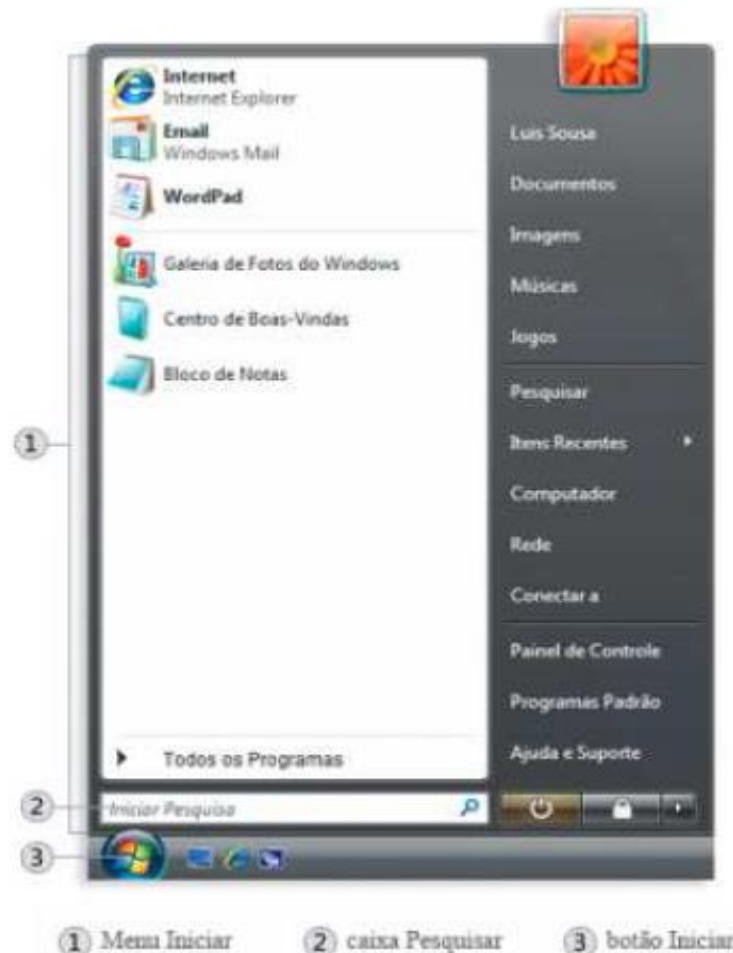 Internet
Internet Explorer
Email
Windows Mail
WordPad
Galeria de Fotos do Windows
Centro de Boas-Vindas
Bloco de Notas
Todos os Programas
Iniciar Pesquisa
Luis Sousa
Documentos
Imagens
Músicas
Jogos
Pesquisar
Itens Recentes
Computador
Rede
Conectar a
Painel de Controle
Programas Padrão
Ajuda e Suporte
1
2
3
1 Menu Iniciar 2 caixa Pesquisar 3 botão Iniciar